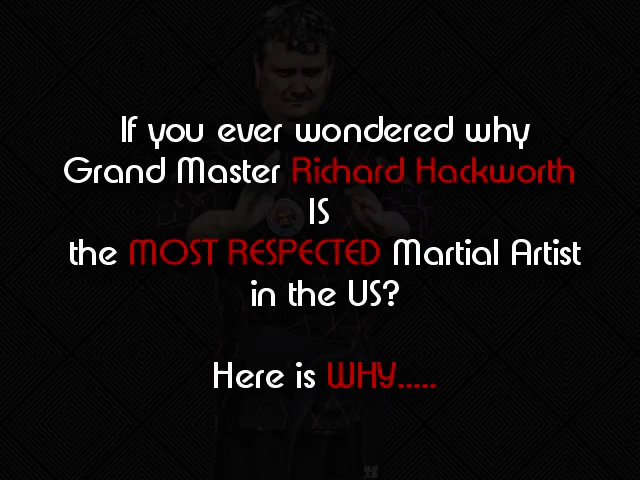 If you ever wondered why
Grand Master Richard Hackworth
IS
the MOST RESPECTED Martial Artist
in the US?
Here is WHY.....